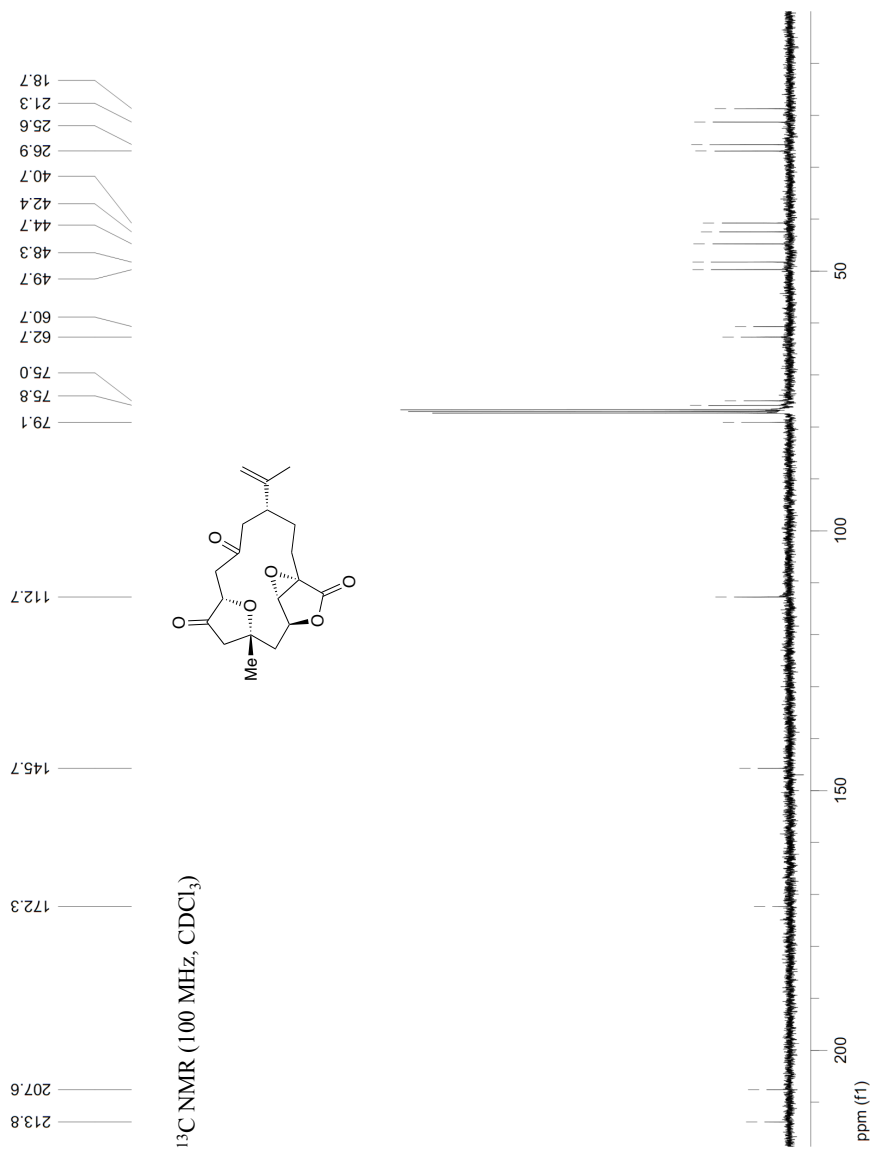 18.7
21.3
25.6
26.9
40.7
42.4
44.7
48.3
49.7
60.7
62.7
75.0
75.8
79.1
112.7
145.7
172.3
207.6
213.8
¹³C NMR (100 MHz, CDCl₃)
O
O
O
O
O
O
Me
50
100
150
200
ppm (f1)